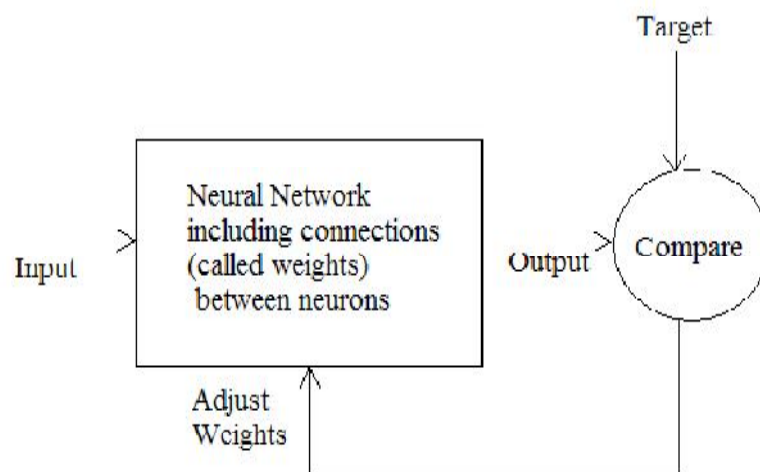 Target
Neural Network
including connections
(called weights)
between neurons
Input
Output
Compare
Adjust
Weights